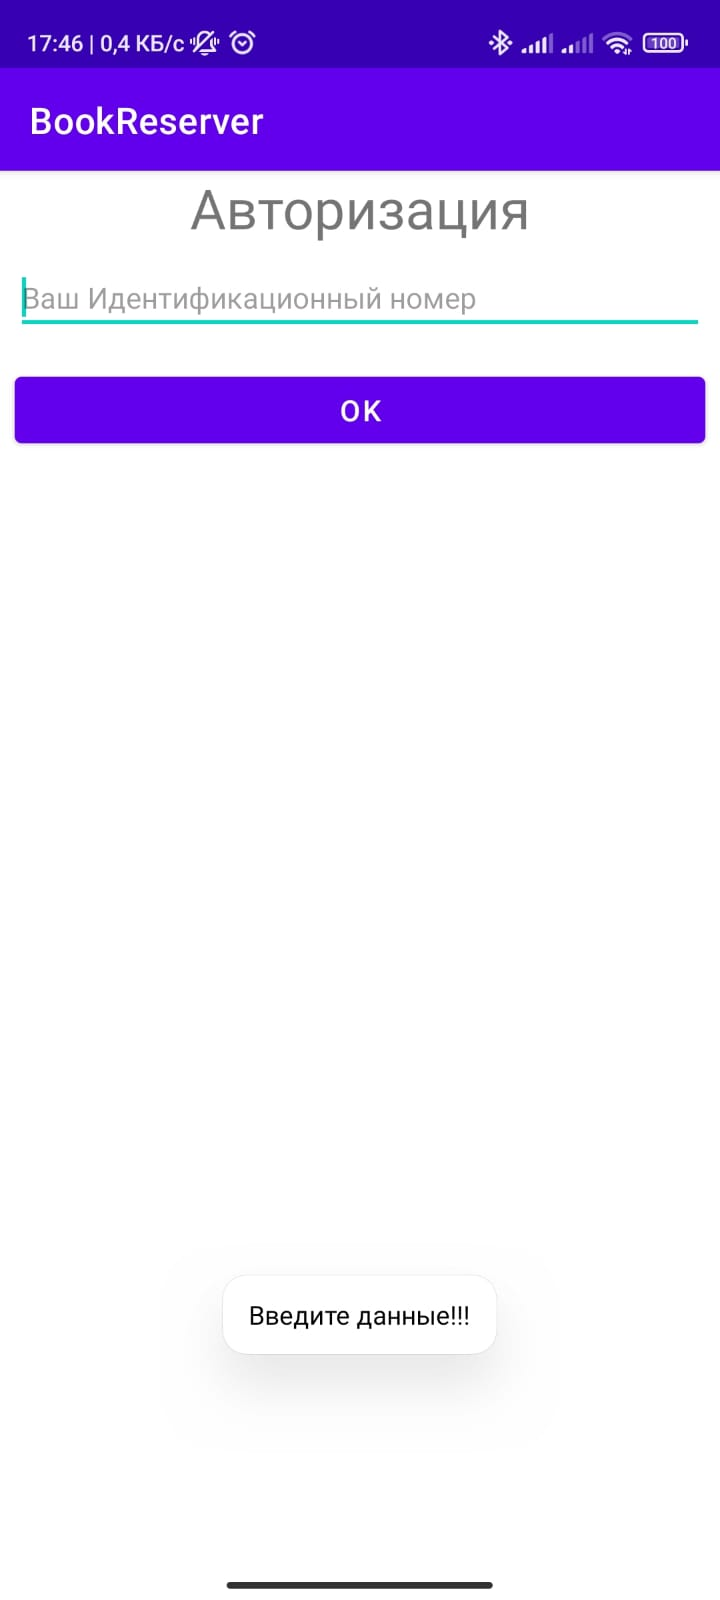 17:46 | 0,4 КБ/с 100
BookReserver
Авторизация
Ваш Идентификационный номер
OK
Введите данные!!!